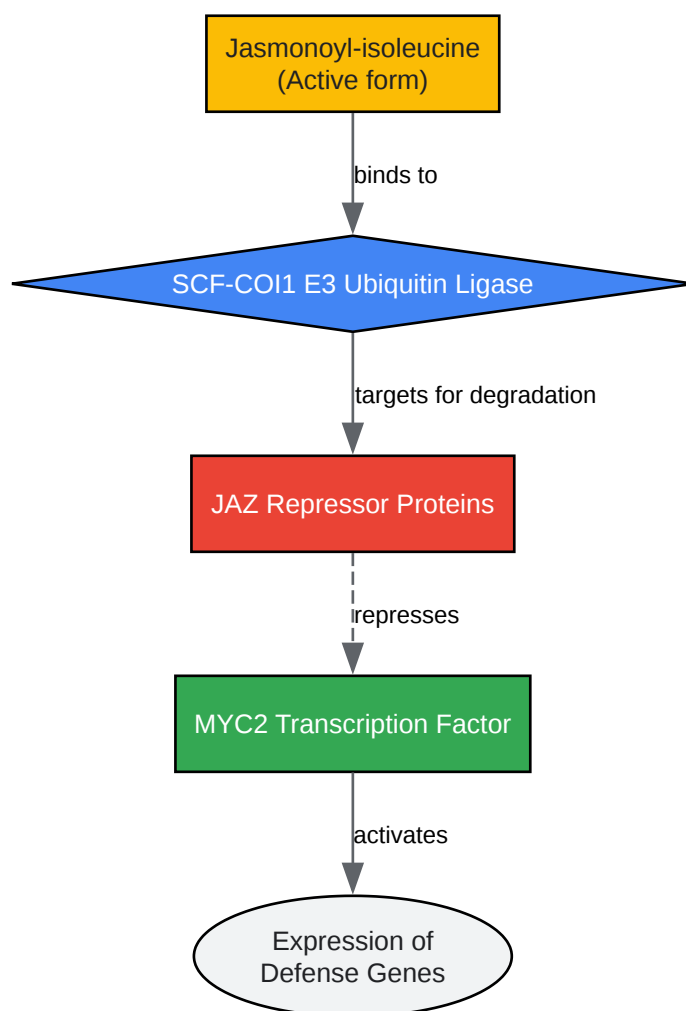 Jasmonoyl-isoleucine
(Active form)
binds to
SCF-COI1 E3 Ubiquitin Ligase
targets for degradation
JAZ Repressor Proteins
represses
MYC2 Transcription Factor
activates
Expression of
Defense Genes